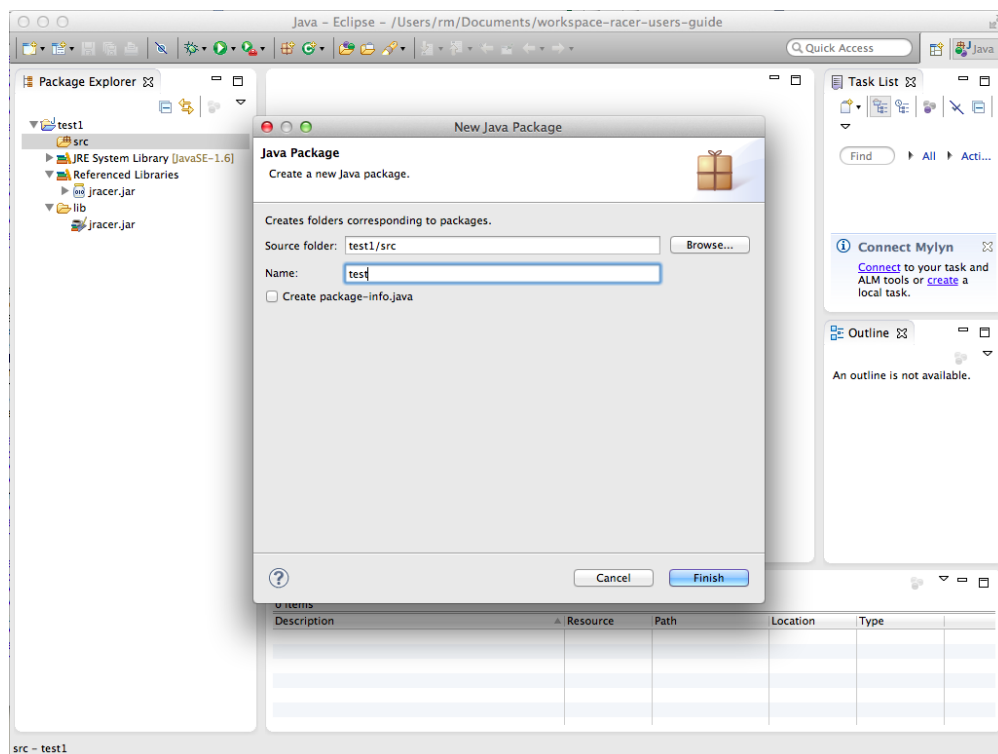 Java – Eclipse – /Users/rm/Documents/workspace-racer-users-guide
Quick Access
Java
Package Explorer
test1
src
JRE System Library [JavaSE-1.6]
Referenced Libraries
jracer.jar
lib
jracer.jar
New Java Package
Java Package
Create a new Java package.
Creates folders corresponding to packages.
Source folder: test1/src Browse...
Name: test
Create package-info.java
? Cancel Finish
Task List
Find All Acti...
Connect Mylyn
Connect to your task and
ALM tools or create a
local task.
Outline
An outline is not available.
0 items
Description Resource Path Location Type
src – test1